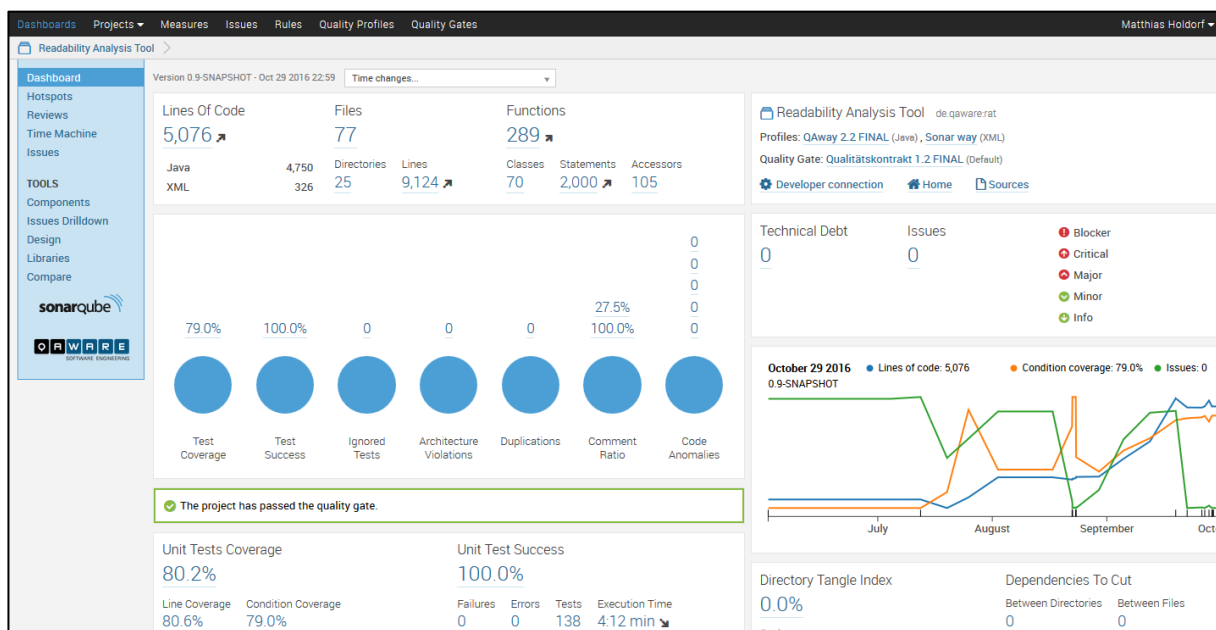 Dashboards Projects Measures Issues Rules Quality Profiles Quality Gates Matthias Holdorf
Readability Analysis Tool
Dashboard
Hotspots
Reviews
Time Machine
Issues
TOOLS
Components
Issues Drilldown
Design
Libraries
Compare
sonarqube
QAWARE
SOFTWARE ENGINEERING
Version 0.9-SNAPSHOT - Oct 29 2016 22:59 Time changes...
Lines Of Code Files Functions
5,076 77 289
Java 4,750 Directories Lines Classes Statements Accessors
XML 326 25 9,124 70 2,000 105
0
0
0
27.5% 0
79.0% 100.0% 0 0 0 100.0% 0
Test Coverage
Test Success
Ignored Tests
Architecture Violations
Duplications
Comment Ratio
Code Anomalies
The project has passed the quality gate.
Unit Tests Coverage Unit Test Success
80.2% 100.0%
Line Coverage Condition Coverage Failures Errors Tests Execution Time
80.6% 79.0% 0 0 138 4:12 min
Readability Analysis Tool de.qaware:rat
Profiles: QAway 2.2 FINAL (Java) , Sonar way (XML)
Quality Gate: Qualitätskontrakt 1.2 FINAL (Default)
Developer connection Home Sources
Technical Debt Issues
0 0
Blocker
Critical
Major
Minor
Info
October 29 2016 Lines of code: 5,076 Condition coverage: 79.0% Issues: 0
0.9-SNAPSHOT
July August September
Directory Tangle Index Dependencies To Cut
0.0% Between Directories Between Files
0 0